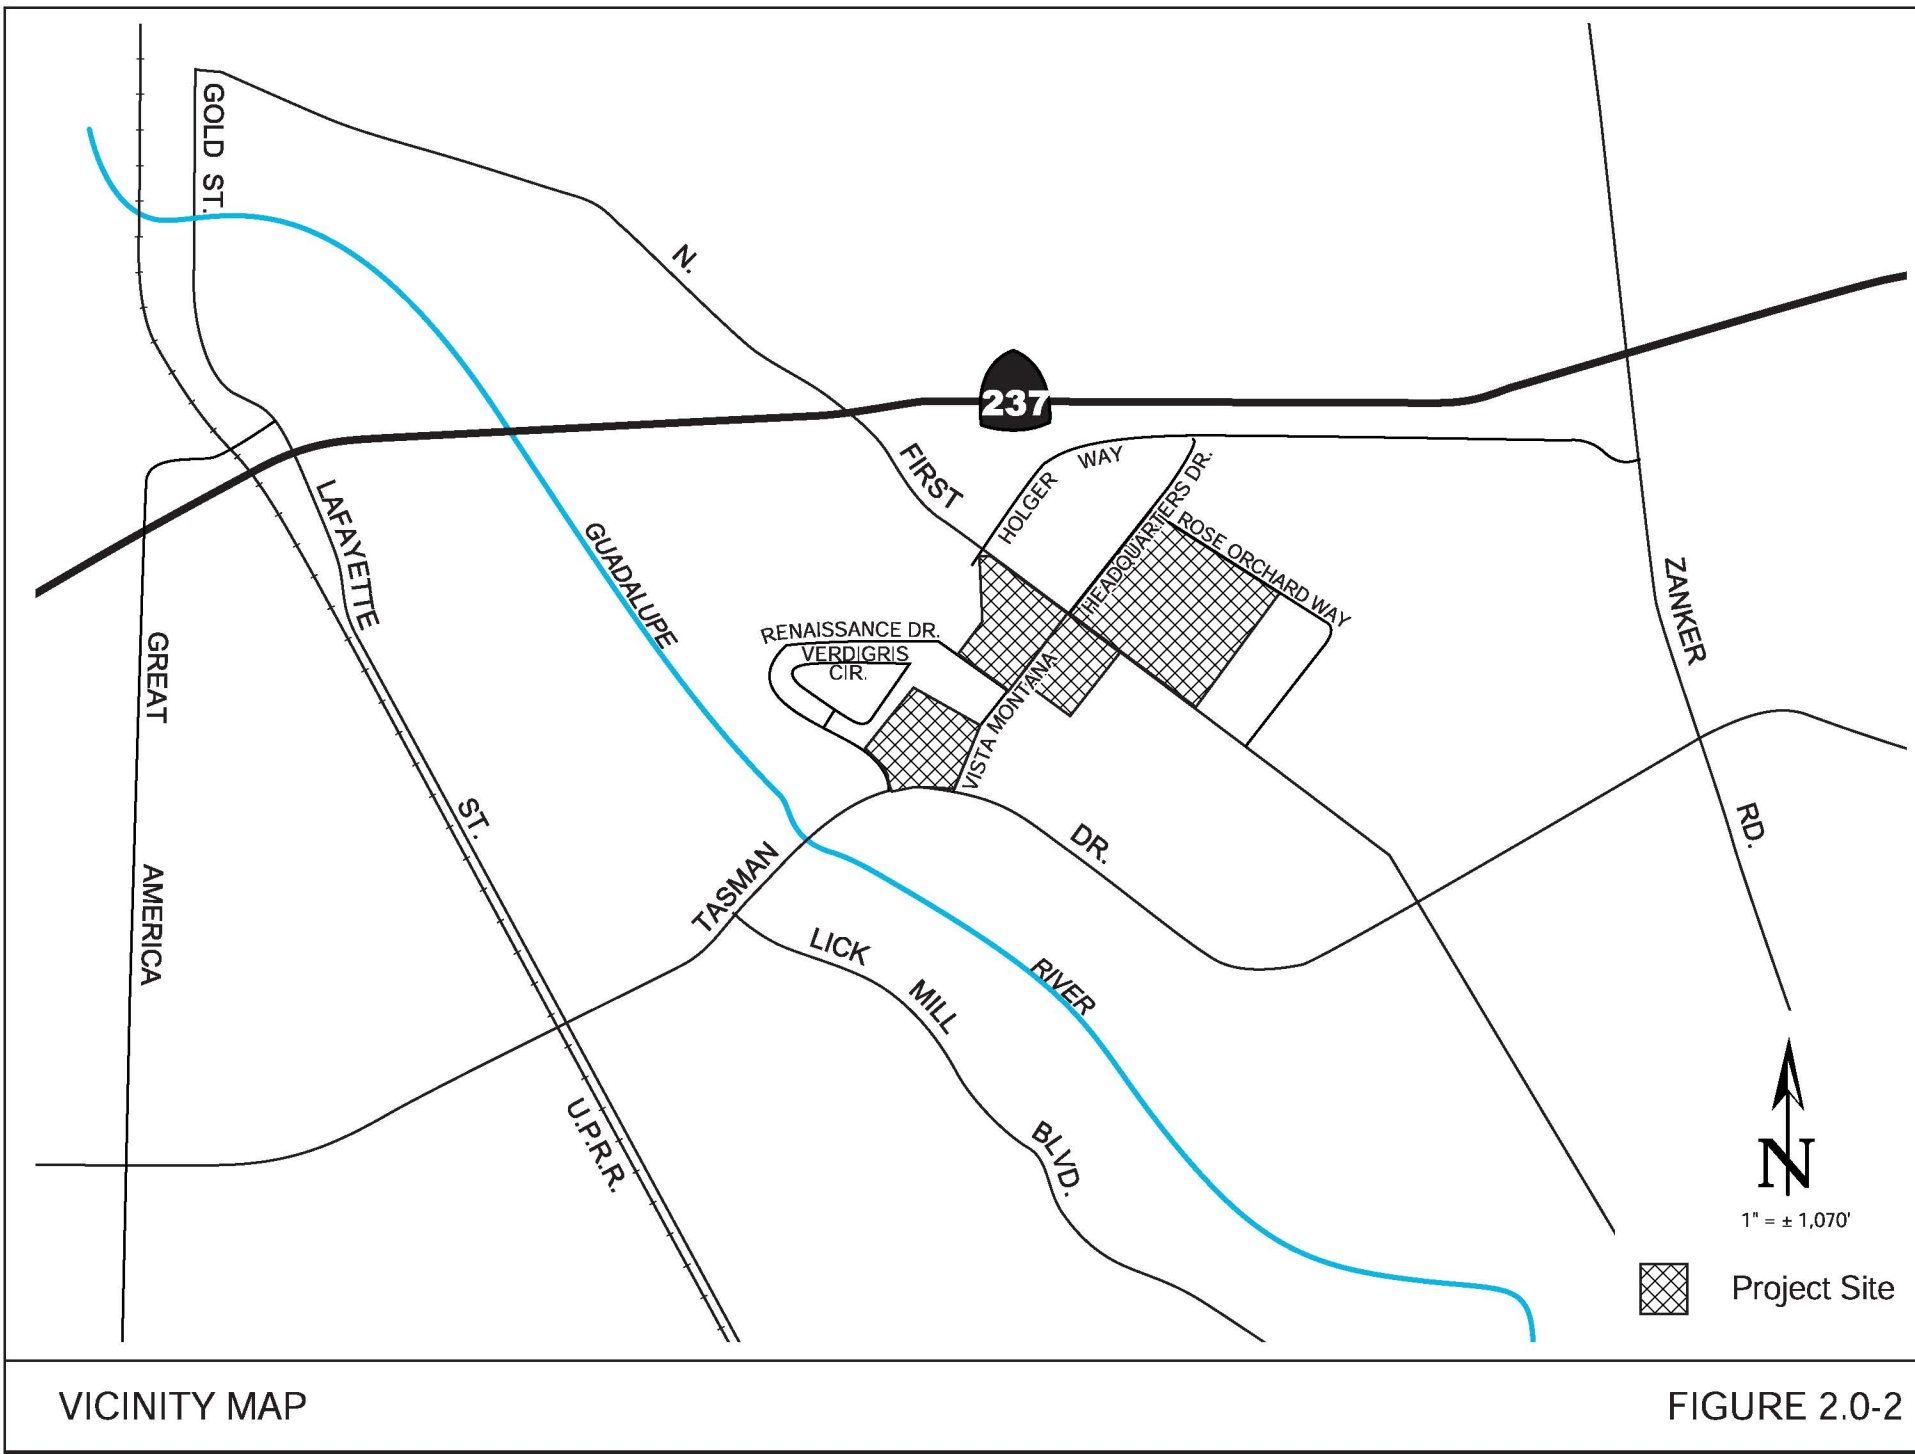 GOLD ST.
N.
237
FIRST
HOLGER
WAY
HEADQUARTERS DR.
ROSE ORCHARD WAY
LAFAYETTE
GUADALUPE
ZANKER
RENAISSANCE DR.
VERDIGRIS
CIR.
GREAT
VISTA MONTANA
ST.
RD.
TASMAN
DR.
AMERICA
LICK
MILL
RIVER
U.P.R.R.
BLVD.
N
1" = ± 1,070'
Project Site
VICINITY MAP
FIGURE 2.0-2